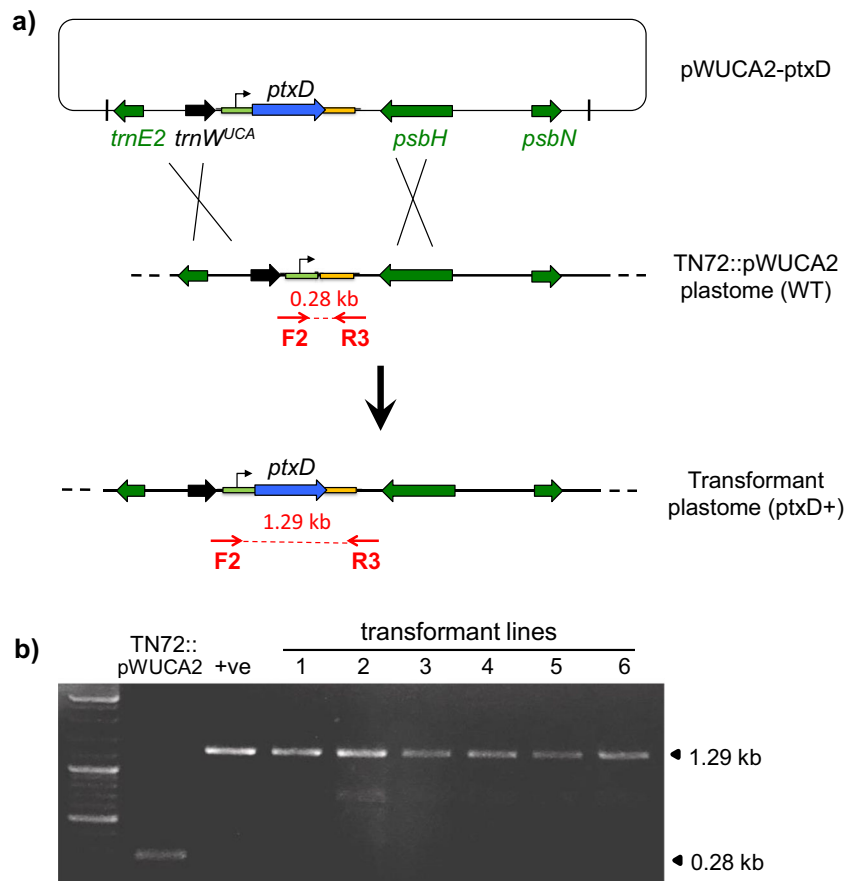 a)
pWUCA2-ptxD
ptxD
trnE2
trnW^UCA
psbH
psbN
TN72::pWUCA2
plastome (WT)
0.28 kb
F2
R3
ptxD
Transformant
plastome (ptxD+)
1.29 kb
F2
R3
b)
TN72::
pWUCA2
+ve
transformant lines
1 2 3 4 5 6
1.29 kb
0.28 kb